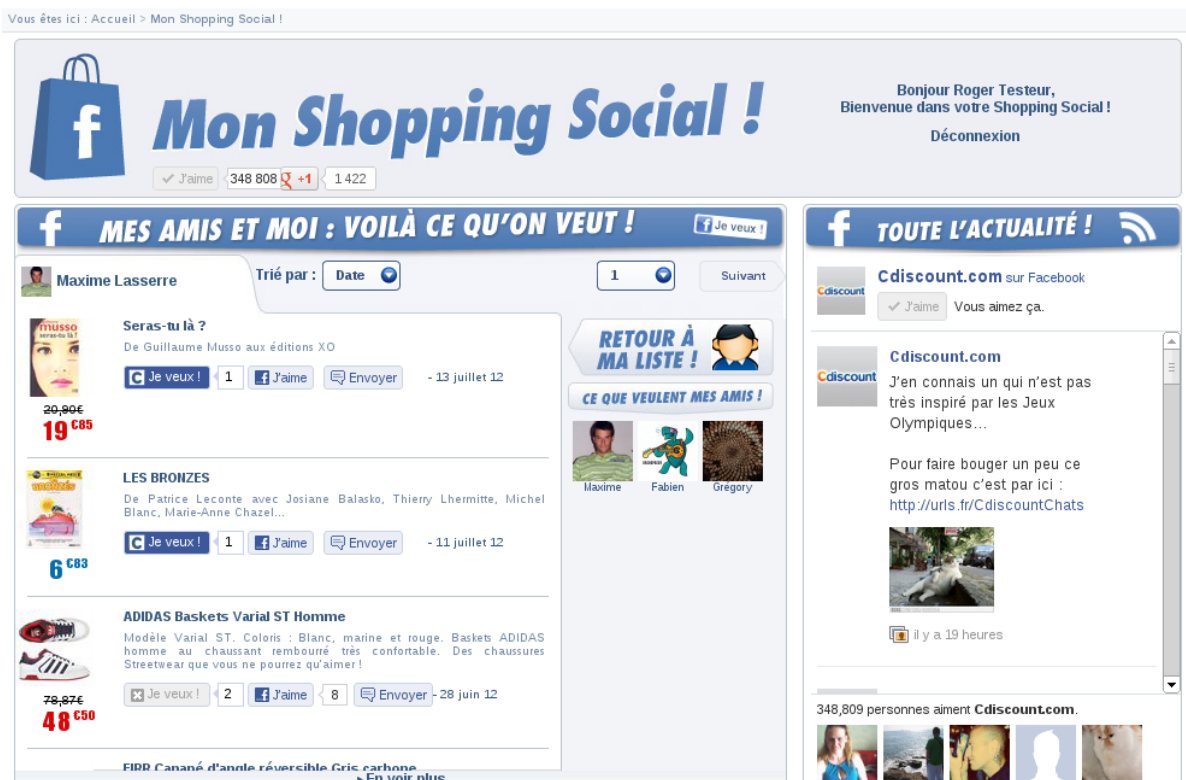 Vous êtes ici : Accueil > Mon Shopping Social !
f
Mon Shopping Social !
J'aime 348 808 +1 1 422
Bonjour Roger Testeur,
Bienvenue dans votre Shopping Social !
Déconnexion
f MES AMIS ET MOI : VOILÀ CE QU'ON VEUT ! f Je veux !
Maxime Lasserre
Trié par : Date 1 Suivant
musso
Seras-tu là ?
De Guillaume Musso aux éditions XO
C Je veux ! 1 f J'aime Envoyer - 13 juillet 12
20,90€
19 €85
LES BRONZES
De Patrice Leconte avec Josiane Balasko, Thierry Lhermitte, Michel
Blanc, Marie-Anne Chazel...
C Je veux ! 1 f J'aime Envoyer - 11 juillet 12
6 €83
ADIDAS Baskets Varial ST Homme
Modèle Varial ST. Coloris : Blanc, marine et rouge. Baskets ADIDAS
homme au chaussant rembourré très confortable. Des chaussures
Streetwear que vous ne pourrez qu'aimer !
Je veux ! 2 f J'aime 8 Envoyer - 28 juin 12
78,87€
48 €50
FIRR Canapé d'angle réversible Gris carbone
En voir plus
RETOUR À
MA LISTE !
CE QUE VEULENT MES AMIS !
Maxime Fabien Grégory
f TOUTE L'ACTUALITÉ !
Cdiscount
Cdiscount.com sur Facebook
J'aime Vous aimez ça.
Cdiscount
Cdiscount.com
J'en connais un qui n'est pas
très inspiré par les Jeux
Olympiques...
Pour faire bouger un peu ce
gros matou c'est par ici :
http://urls.fr/CdiscountChats
il y a 19 heures
348,809 personnes aiment Cdiscount.com.